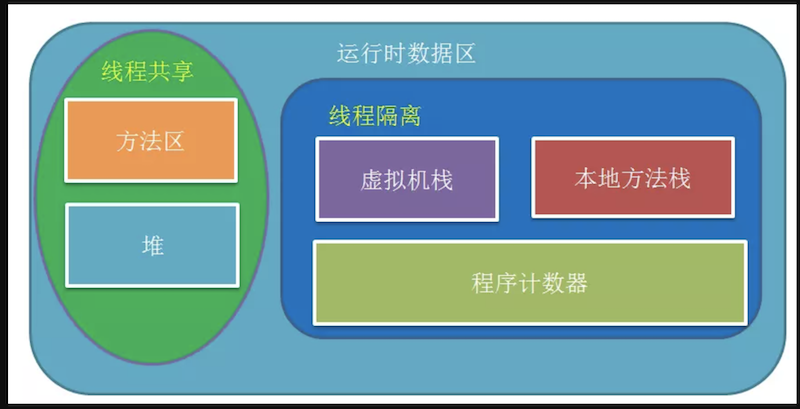 运行时数据区
线程共享
方法区
堆
线程隔离
虚拟机栈
本地方法栈
程序计数器